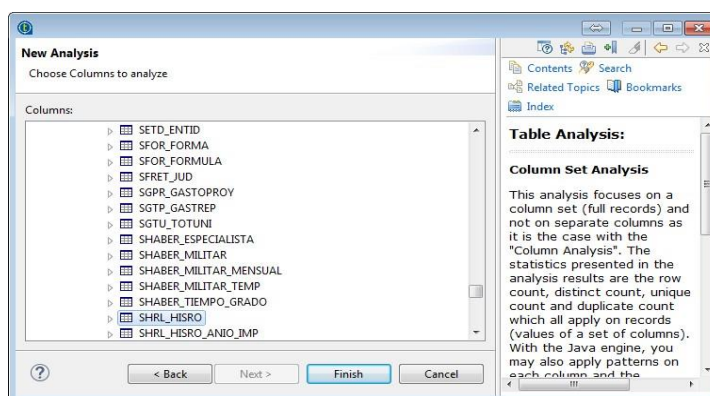 New Analysis
Choose Columns to analyze
Columns:
SETD_ENTID
SFOR_FORMA
SFOR_FORMULA
SFRET_JUD
SGPR_GASTOPROY
SGTP_GASTREP
SGTU_TOTUNI
SHABER_ESPECIALISTA
SHABER_MILITAR
SHABER_MILITAR_MENSUAL
SHABER_MILITAR_TEMP
SHABER_TIEMPO_GRADO
SHRL_HISRO
SHRL_HISRO_ANIO_IMP
< Back
Next >
Finish
Cancel
Contents Search
Related Topics Bookmarks
Index
Table Analysis:
Column Set Analysis
This analysis focuses on a
column set (full records) and
not on separate columns as
it is the case with the
"Column Analysis". The
statistics presented in the
analysis results are the row
count, distinct count, unique
count and duplicate count
which all apply on records
(values of a set of columns).
With the Java engine, you
may also apply patterns on
each column and the